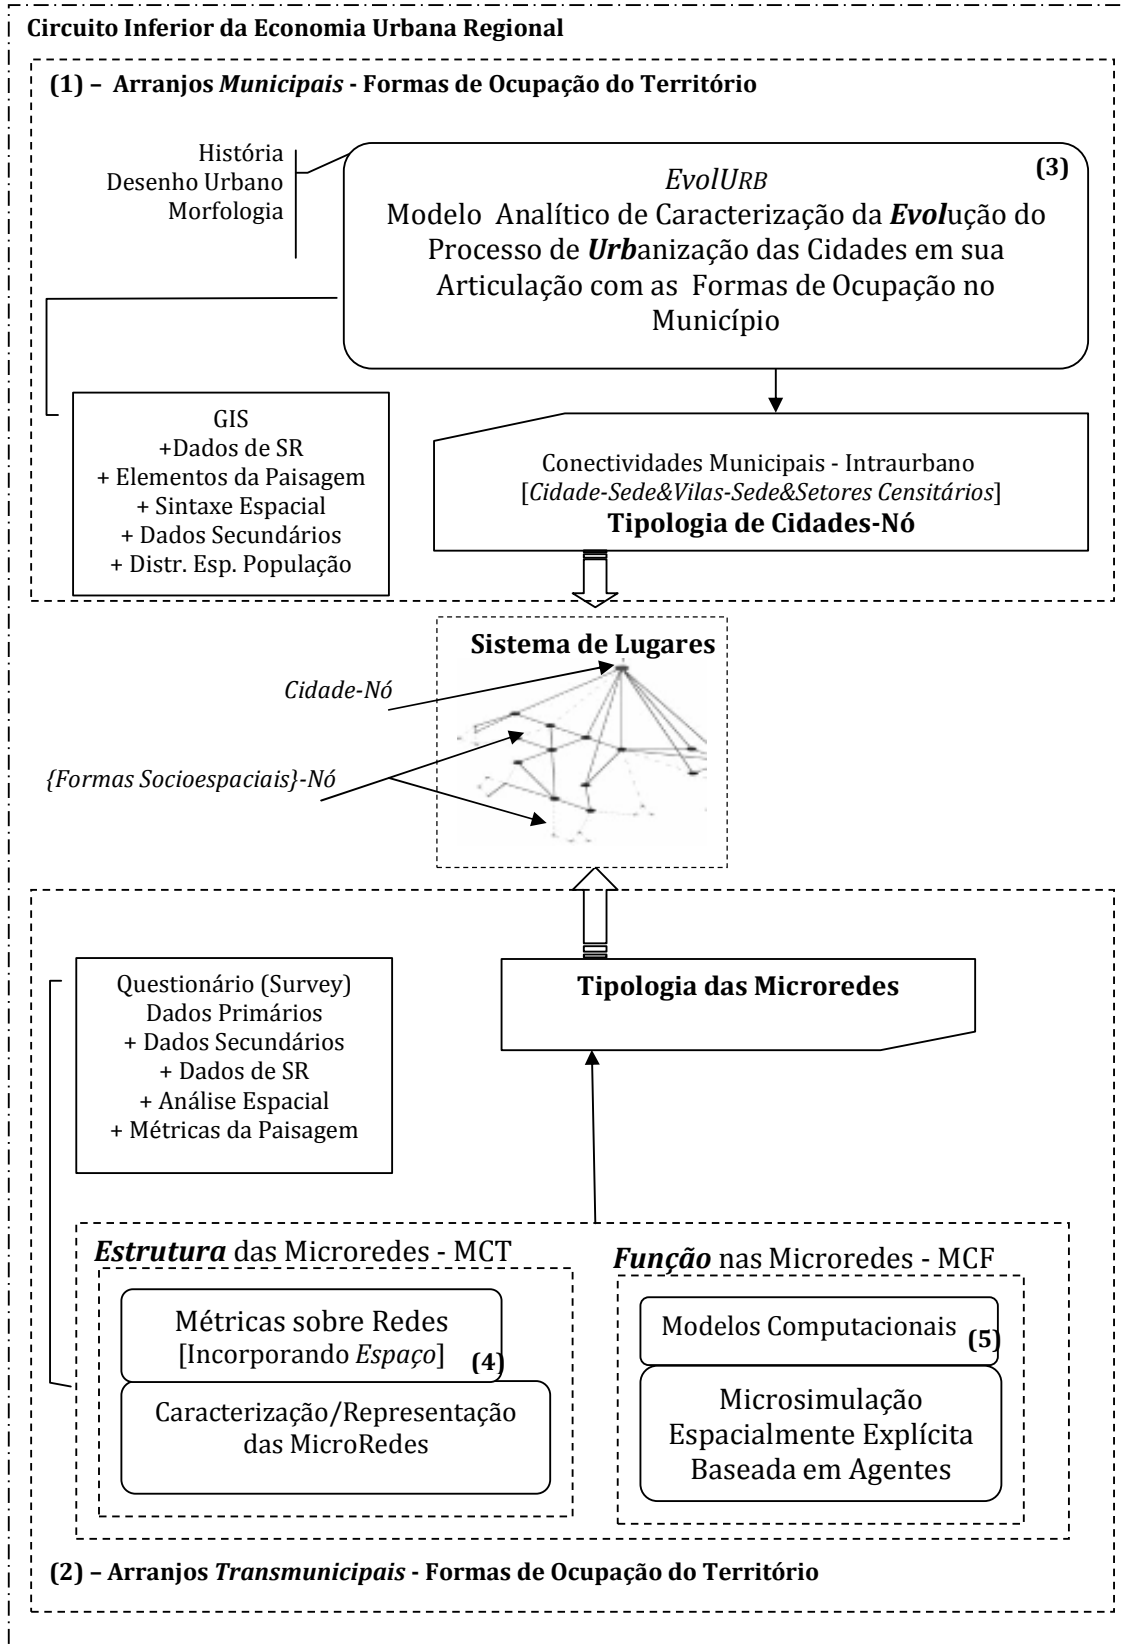 Circuito Inferior da Economia Urbana Regional
(1) – Arranjos Municipais - Formas de Ocupação do Território
História
Desenho Urbano
Morfologia
(3)
EvolURB
Modelo Analítico de Caracterização da Evolução do
Processo de Urbanização das Cidades em sua
Articulação com as Formas de Ocupação no
Município
GIS
+Dados de SR
+ Elementos da Paisagem
+ Sintaxe Espacial
+ Dados Secundários
+ Distr. Esp. População
Conectividades Municipais - Intraurbano
[Cidade-Sede&Vilas-Sede&Setores Censitários]
Tipologia de Cidades-Nó
Sistema de Lugares
Cidade-Nó
{Formas Socioespaciais}-Nó
Questionário (Survey)
Dados Primários
+ Dados Secundários
+ Dados de SR
+ Análise Espacial
+ Métricas da Paisagem
Tipologia das Microredes
Estrutura das Microredes - MCT
Métricas sobre Redes
[Incorporando Espaço]
(4)
Caracterização/Representação
das MicroRedes
Função nas Microredes - MCF
Modelos Computacionais
(5)
Microsimulação
Espacialmente Explícita
Baseada em Agentes
(2) – Arranjos Transmunicipais - Formas de Ocupação do Território